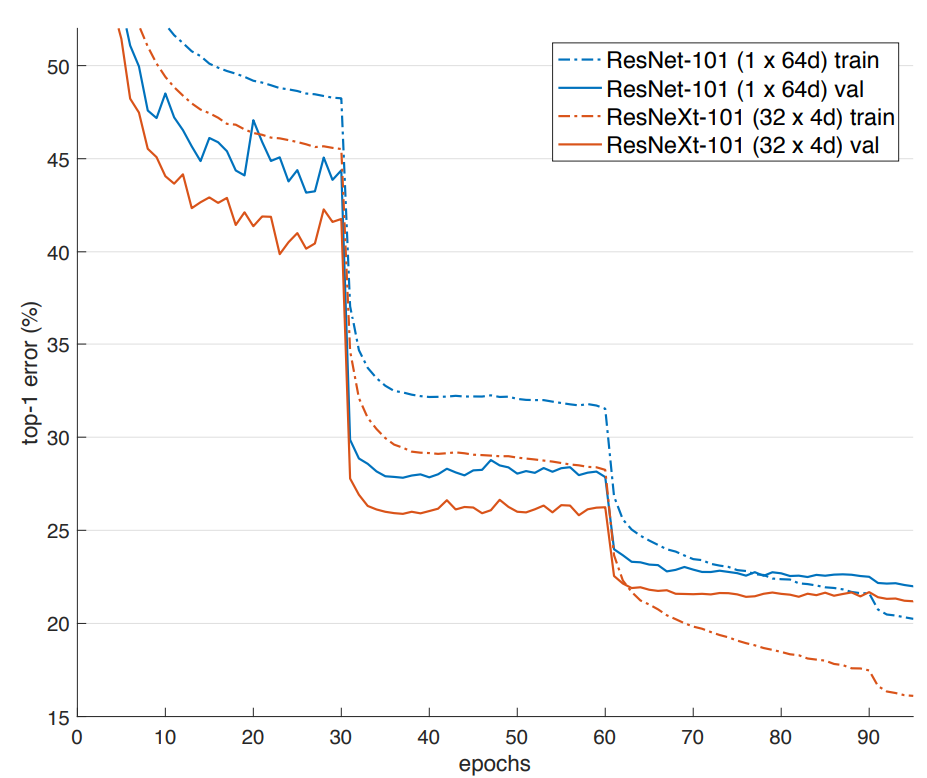 ResNet-101 (1 x 64d) train
ResNet-101 (1 x 64d) val
ResNeXt-101 (32 x 4d) train
ResNeXt-101 (32 x 4d) val
top-1 error (%)
50
45
40
35
30
25
20
15
0 10 20 30 40 50 60 70 80 90
epochs